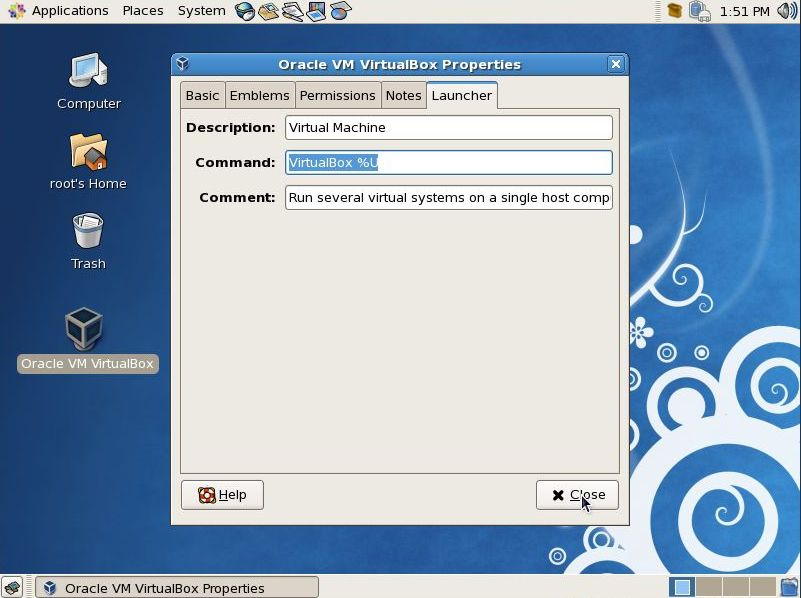 Applications Places System 1:51 PM
Oracle VM VirtualBox Properties
Basic Emblems Permissions Notes Launcher
Description: Virtual Machine
Command: VirtualBox %U
Comment: Run several virtual systems on a single host comp
Computer
root's Home
Trash
Oracle VM VirtualBox
Help Close
Oracle VM VirtualBox Properties